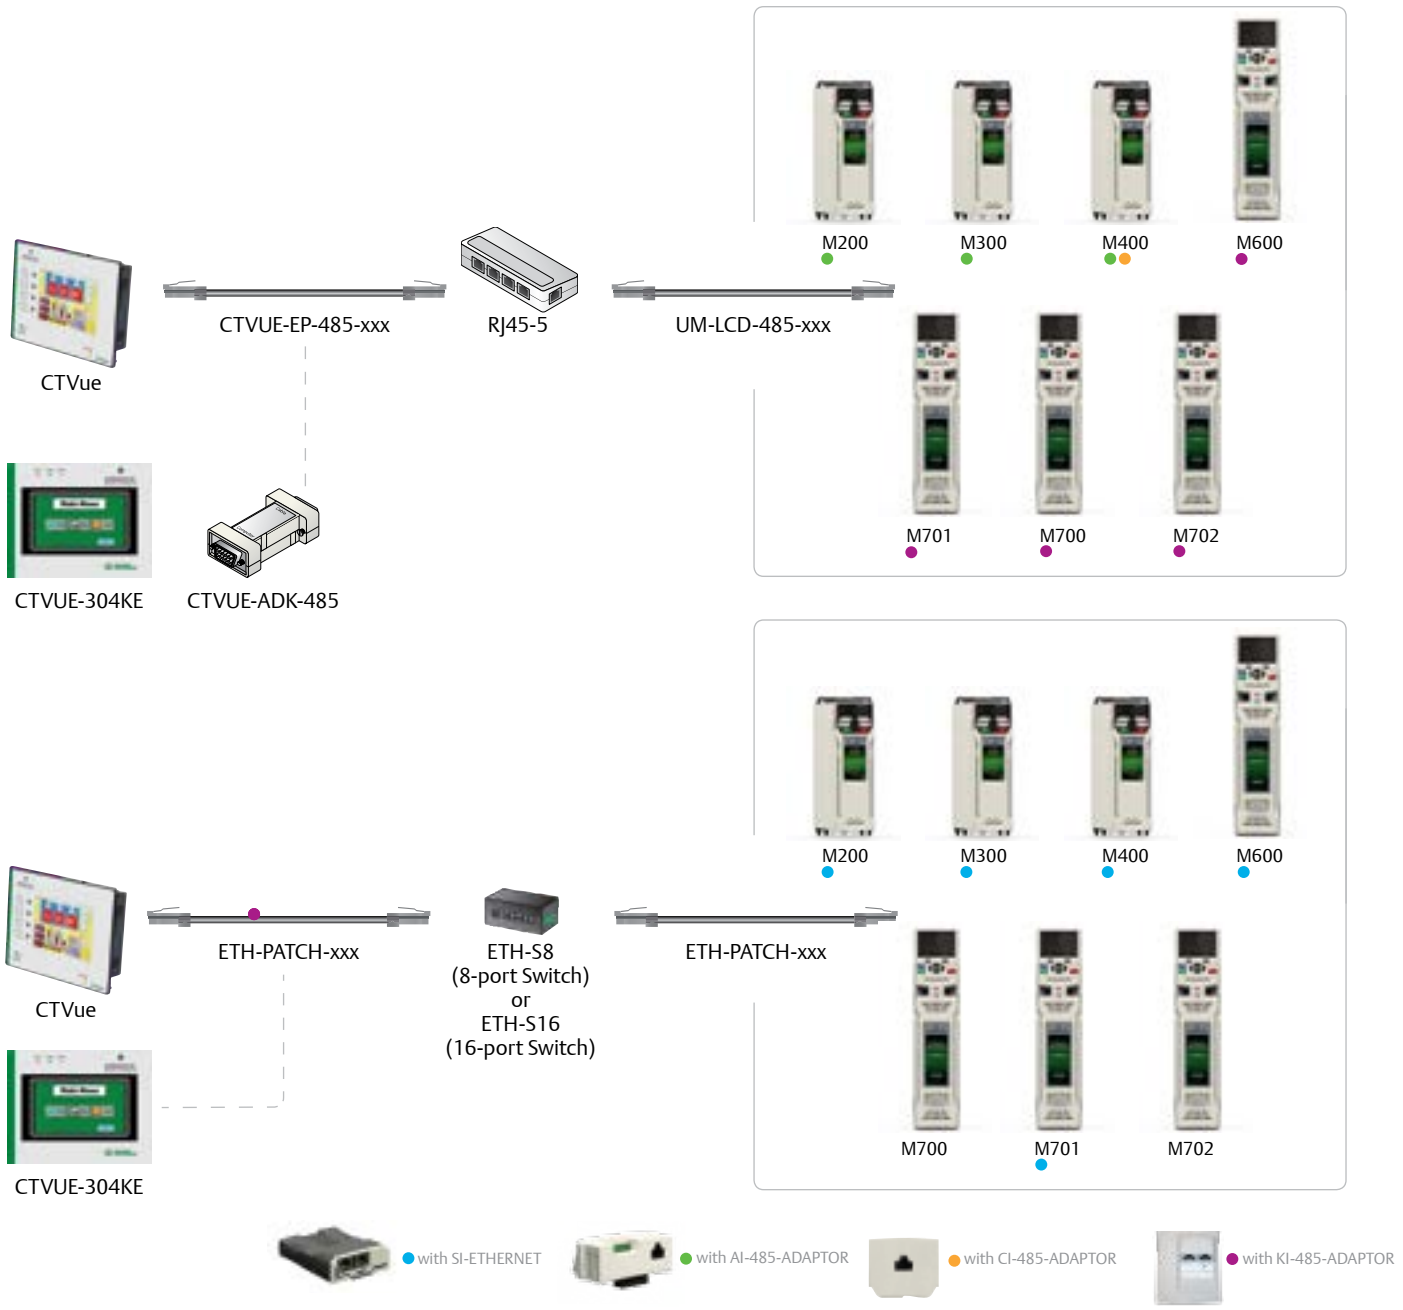 M200
M300
M400
M600
CTVue
CTVUE-EP-485-xxx
RJ45-5
UM-LCD-485-xxx
M701
M700
M702
CTVUE-304KE
CTVUE-ADK-485
M200
M300
M400
M600
CTVue
ETH-PATCH-xxx
ETH-S8
(8-port Switch)
or
ETH-S16
(16-port Switch)
ETH-PATCH-xxx
M700
M701
M702
CTVUE-304KE
with SI-ETHERNET
with AI-485-ADAPTOR
with CI-485-ADAPTOR
with KI-485-ADAPTOR